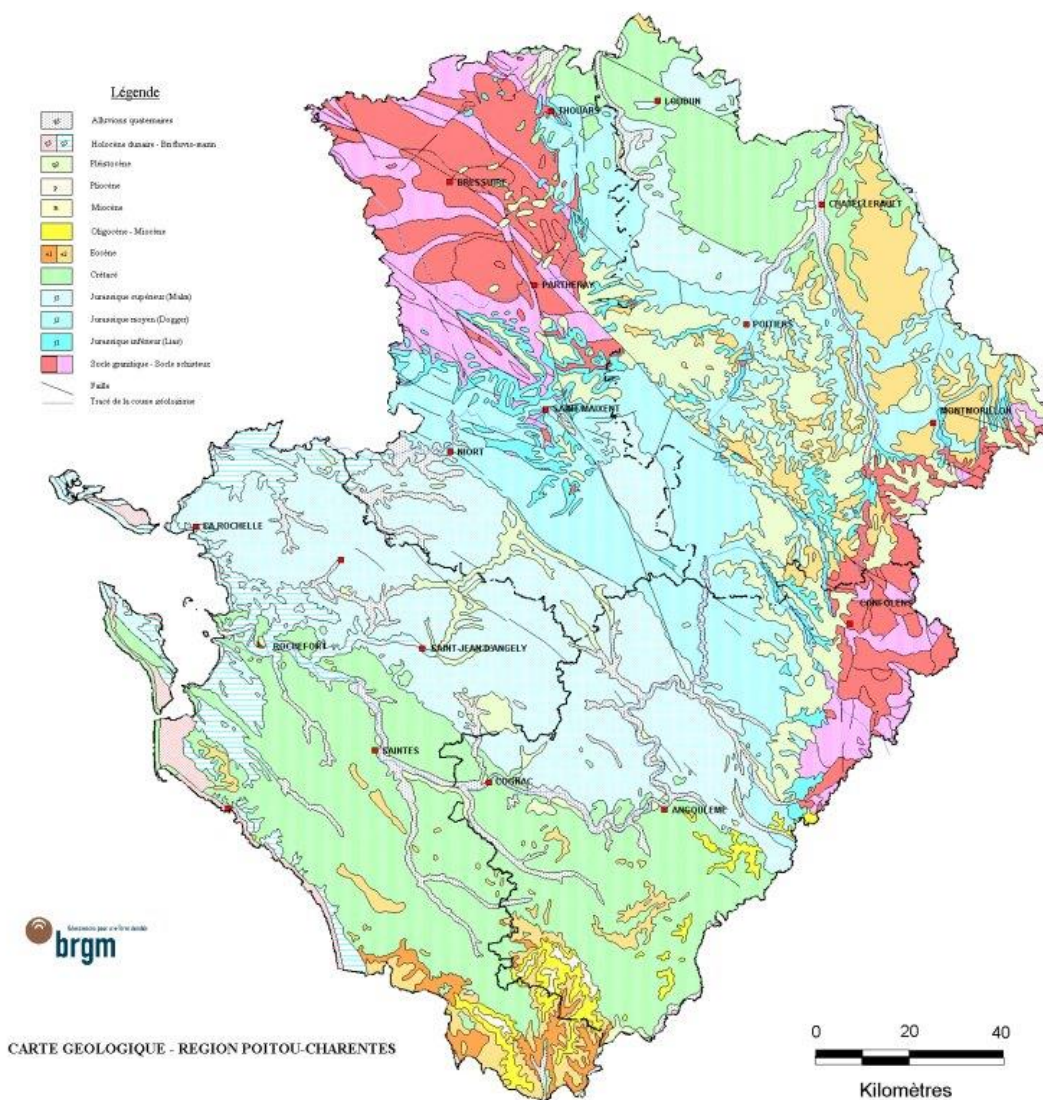 Légende
Alluvions quaternaires
Holocène dunaire - Bri fluvio-marin
Pléistocène
Pliocène
Miocène
Oligocène - Miocène
Eocène
Crétacé
Jurassique supérieur (Malm)
Jurassique moyen (Dogger)
Jurassique inférieur (Lias)
Socle granitique - Socle schisteux
Faille
Tracé de la coupe géologique
THOUARS
LOUDUN
BRESSUIRE
CHATELLERAULT
PARTHENAY
POITIERS
SAINT-MAIXENT
MONTMORILLON
NIORT
LA ROCHELLE
CONFOLENS
ROCHEFORT
SAINT-JEAN D'ANGELY
SAINTES
COGNAC
ANGOULEME
brgm
CARTE GEOLOGIQUE - REGION POITOU-CHARENTES
0 20 40
Kilomètres